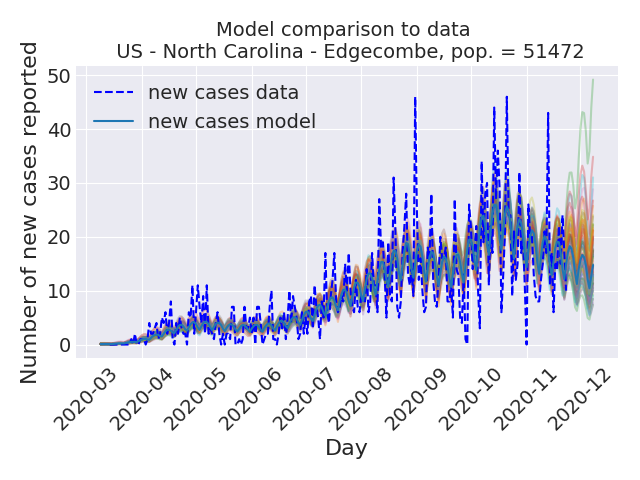 Model comparison to data
US - North Carolina - Edgecombe, pop. = 51472
Number of new cases reported
50
40
30
20
10
0
new cases data
new cases model
2020-03
2020-04
2020-05
2020-06
2020-07
2020-08
2020-09
2020-10
2020-11
2020-12
Day